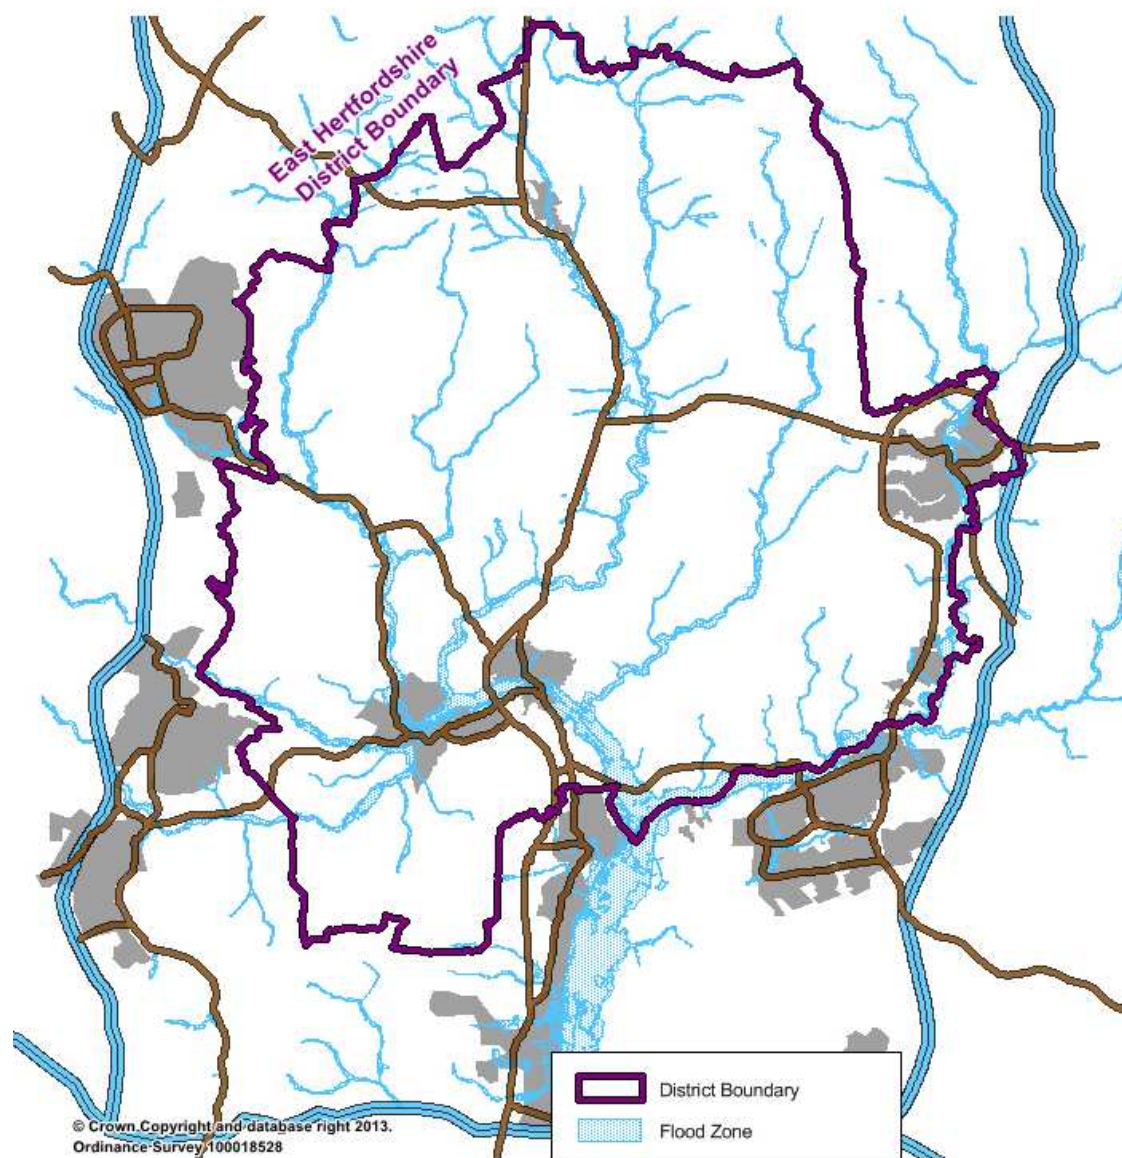 East Hertfordshire
District Boundary
District Boundary
Flood Zone
© Crown Copyright and database right 2013.
Ordinance Survey 100018528